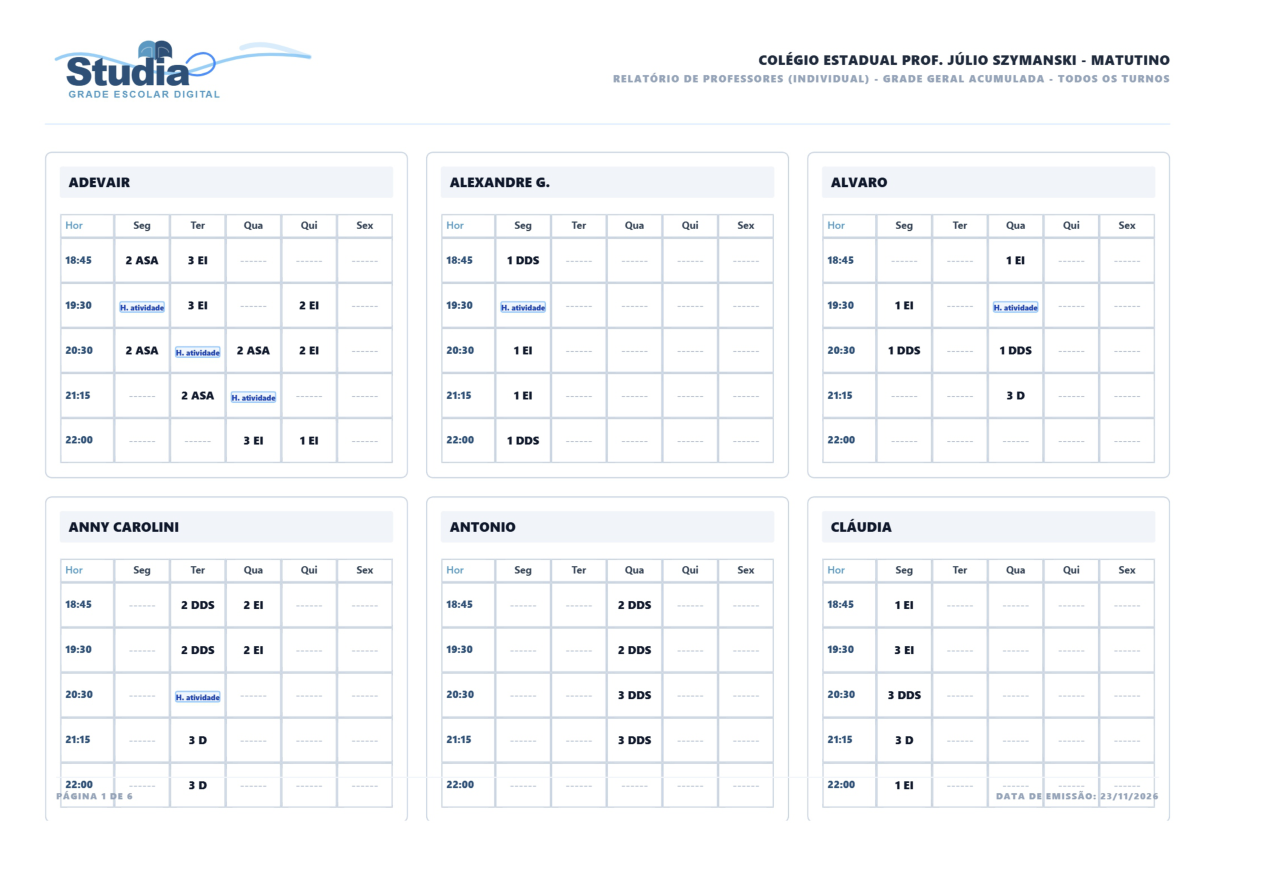 Studia
GRADE ESCOLAR DIGITAL
COLÉGIO ESTADUAL PROF. JÚLIO SZYMANSKI - MATUTINO
RELATÓRIO DE PROFESSORES (INDIVIDUAL) - GRADE GERAL ACUMULADA - TODOS OS TURNOS
ADEVAIR
Hor Seg Ter Qua Qui Sex
18:45 2 ASA 3 EI ------ ------ ------
19:30 H. atividade 3 EI ------ 2 EI ------
20:30 2 ASA H. atividade 2 ASA 2 EI ------
21:15 ------ 2 ASA H. atividade ------ ------
22:00 ------ ------ 3 EI 1 EI ------
ALEXANDRE G.
Hor Seg Ter Qua Qui Sex
18:45 1 DDS ------ ------ ------ ------
19:30 H. atividade ------ ------ ------ ------
20:30 1 EI ------ ------ ------ ------
21:15 1 EI ------ ------ ------ ------
22:00 1 DDS ------ ------ ------ ------
ALVARO
Hor Seg Ter Qua Qui Sex
18:45 ------ ------ 1 EI ------ ------
19:30 1 EI ------ H. atividade ------ ------
20:30 1 DDS ------ 1 DDS ------ ------
21:15 ------ ------ 3 D ------ ------
22:00 ------ ------ ------ ------ ------
ANNY CAROLINI
Hor Seg Ter Qua Qui Sex
18:45 ------ 2 DDS 2 EI ------ ------
19:30 ------ 2 DDS 2 EI ------ ------
20:30 ------ H. atividade ------ ------ ------
21:15 ------ 3 D ------ ------ ------
22:00 ------ 3 D ------ ------ ------
ANTONIO
Hor Seg Ter Qua Qui Sex
18:45 ------ ------ 2 DDS ------ ------
19:30 ------ ------ 2 DDS ------ ------
20:30 ------ ------ 3 DDS ------ ------
21:15 ------ ------ 3 DDS ------ ------
22:00 ------ ------ ------ ------ ------
CLÁUDIA
Hor Seg Ter Qua Qui Sex
18:45 1 EI ------ ------ ------ ------
19:30 3 EI ------ ------ ------ ------
20:30 3 DDS ------ ------ ------ ------
21:15 3 D ------ ------ ------ ------
22:00 1 EI ------ ------ ------ ------
PÁGINA 1 DE 6
DATA DE EMISSÃO: 23/11/2026